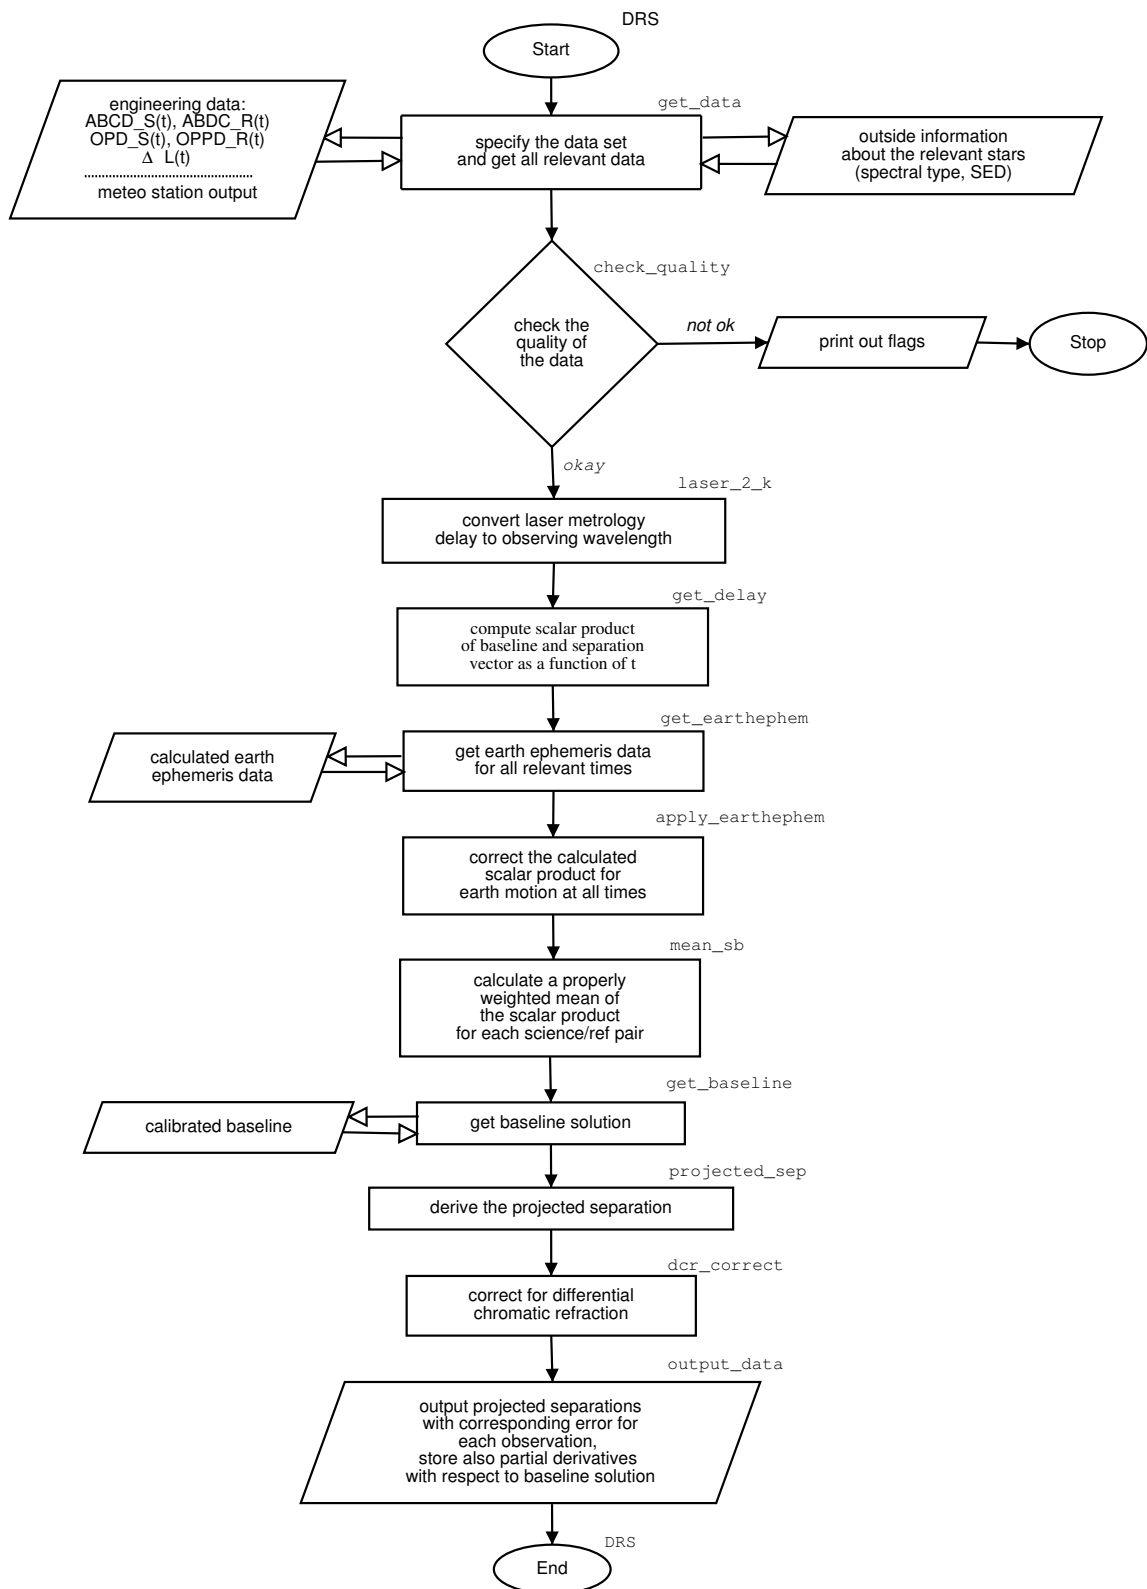 DRS
Start
get_data
engineering data:
ABCD_S(t), ABDC_R(t)
OPD_S(t), OPPD_R(t)
Δ L(t)
meteo station output
specify the data set
and get all relevant data
outside information
about the relevant stars
(spectral type, SED)
check_quality
check the
quality of
the data
not ok
print out flags
Stop
okay
laser_2_k
convert laser metrology
delay to observing wavelength
get_delay
compute scalar product
of baseline and separation
vector as a function of t
get_earthephem
calculated earth
ephemeris data
get earth ephemeris data
for all relevant times
apply_earthephem
correct the calculated
scalar product for
earth motion at all times
mean_sb
calculate a properly
weighted mean of
the scalar product
for each science/ref pair
get_baseline
calibrated baseline
get baseline solution
projected_sep
derive the projected separation
dcr_correct
correct for differential
chromatic refraction
output_data
output projected separations
with corresponding error for
each observation,
store also partial derivatives
with respect to baseline solution
DRS
End